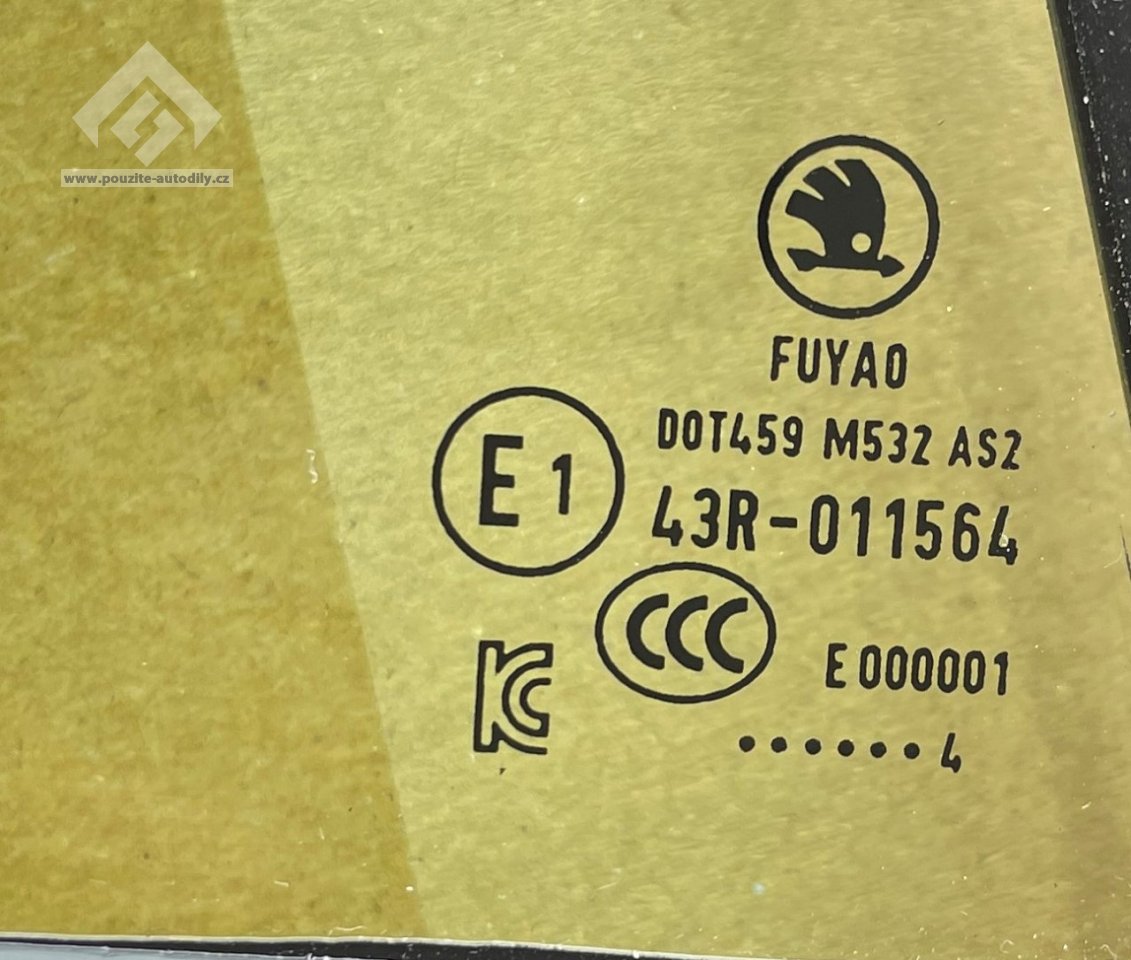 www.pouzite-autodily.cz
FUYAO
DOT459 M532 AS2
E1
43R-011564
CCC
E000001
KC
••••••4